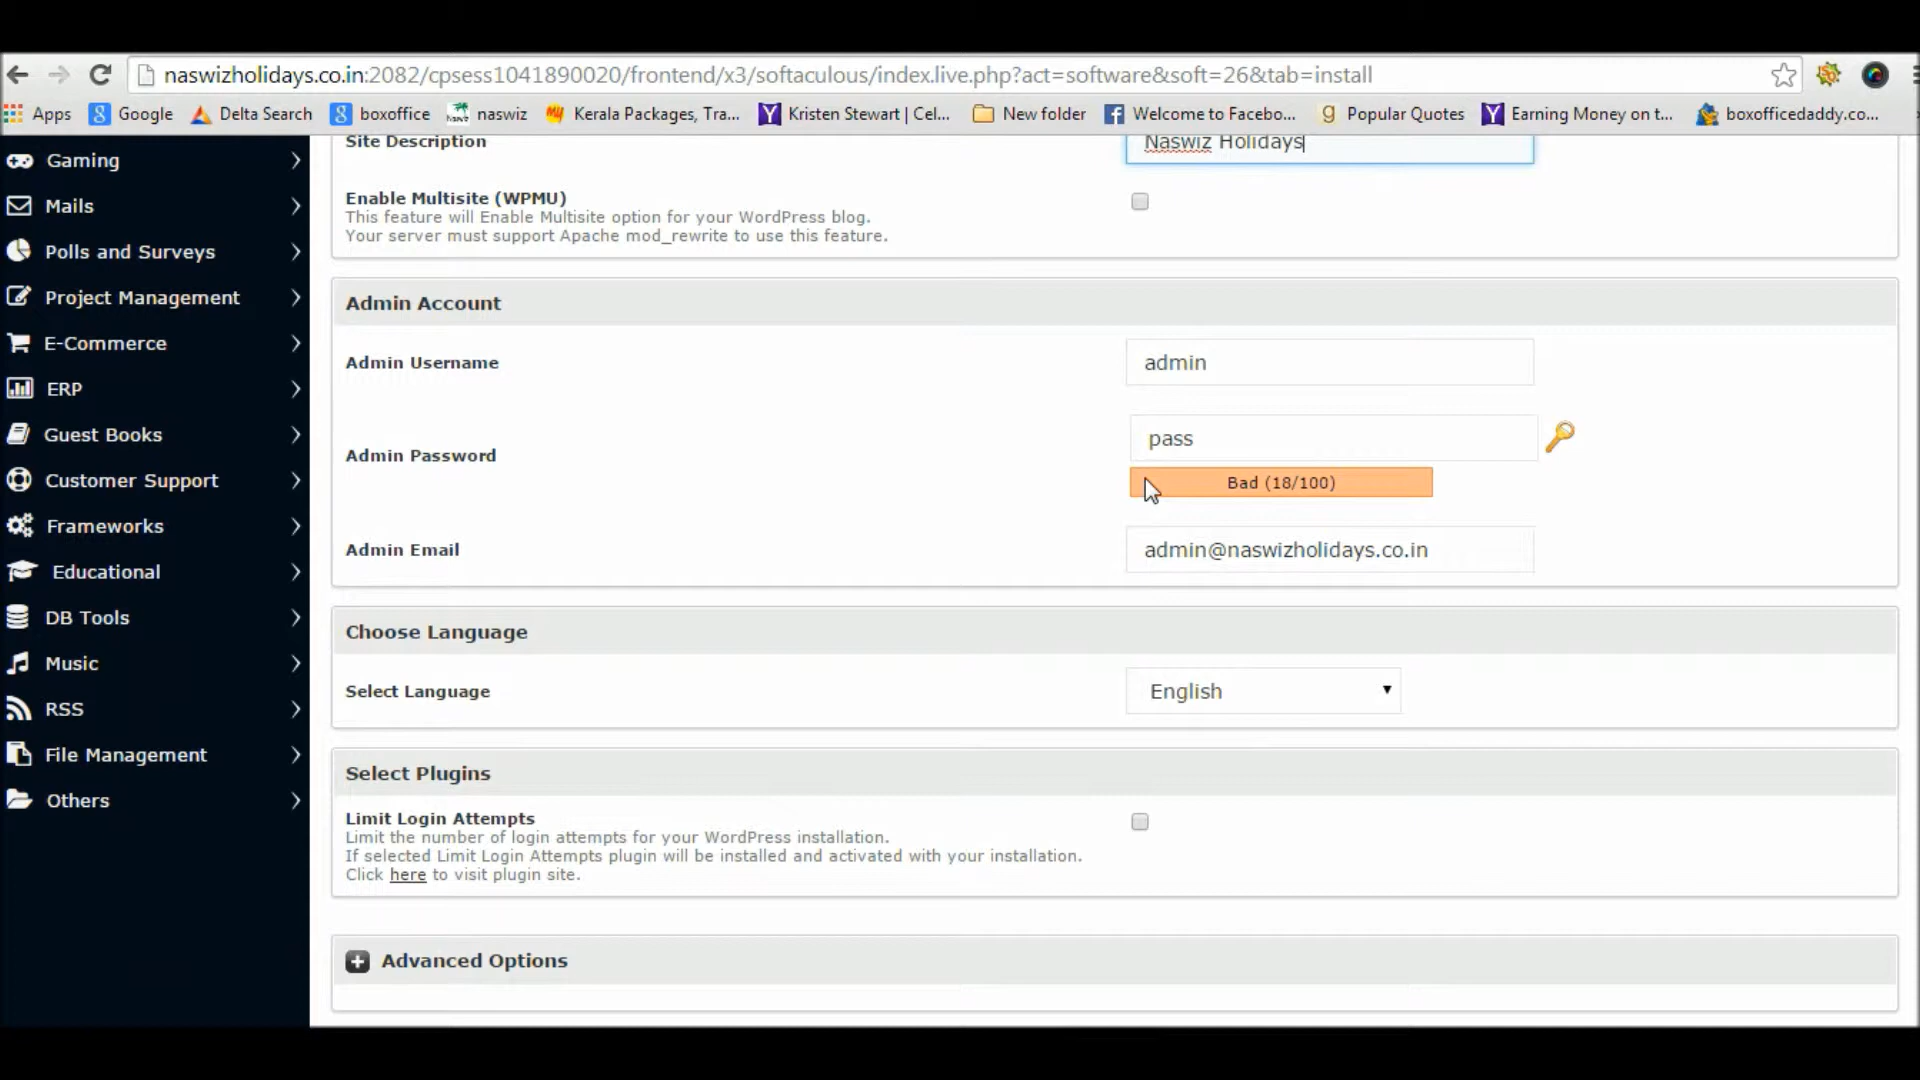 naswizholidays.co.in:2082/cpsess1041890020/frontend/x3/softaculous/index.live.php?act=software&soft=26&tab=install
Apps Google Delta Search boxoffice naswiz Kerala Packages, Tra... Kristen Stewart | Cel... New folder Welcome to Facebo... Popular Quotes Earning Money on t... boxofficedaddy.co...
Gaming
Mails
Polls and Surveys
Project Management
E-Commerce
ERP
Guest Books
Customer Support
Frameworks
Educational
DB Tools
Music
RSS
File Management
Others
Site Description Naswiz Holidays
Enable Multisite (WPMU)
This feature will Enable Multisite option for your WordPress blog.
Your server must support Apache mod_rewrite to use this feature.
Admin Account
Admin Username admin
Admin Password pass
Bad (18/100)
Admin Email admin@naswizholidays.co.in
Choose Language
Select Language English
Select Plugins
Limit Login Attempts
Limit the number of login attempts for your WordPress installation.
If selected Limit Login Attempts plugin will be installed and activated with your installation.
Click here to visit plugin site.
Advanced Options